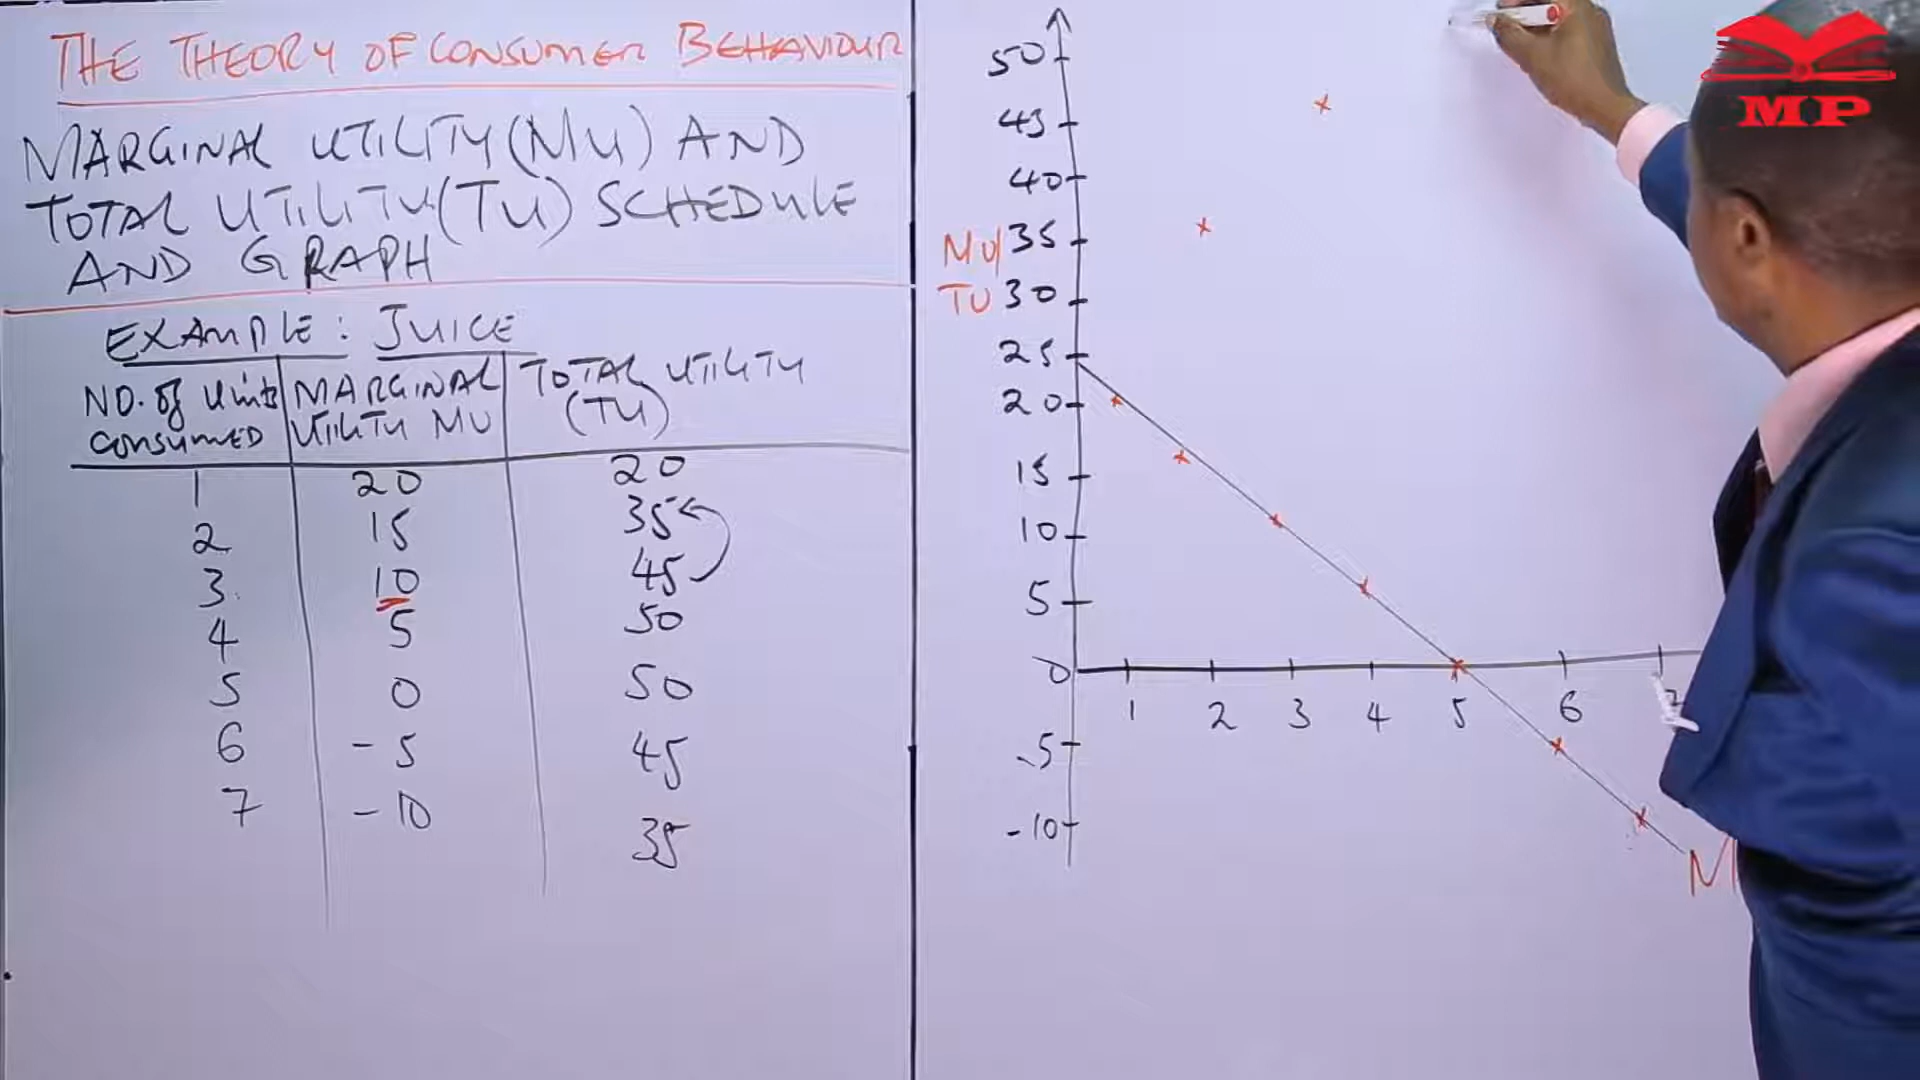 THE THEORY OF CONSUMER BEHAVIOUR
MARGINAL UTILITY(MU) AND
TOTAL UTILITY(TU) SCHEDULE
AND GRAPH
EXAMPLE: JUICE
NO. of Units CONSUMED MARGINAL UTILITY MU TOTAL UTILITY (TU)
1 20 20
2 15 35
3. 10 45
4 5 50
5 0 50
6 -5 45
7 -10 35
50
45
40
MU/ 35
TU 30
25
20
15
10
5
0
1 2 3 4 5 6
-5
-10
M
MP